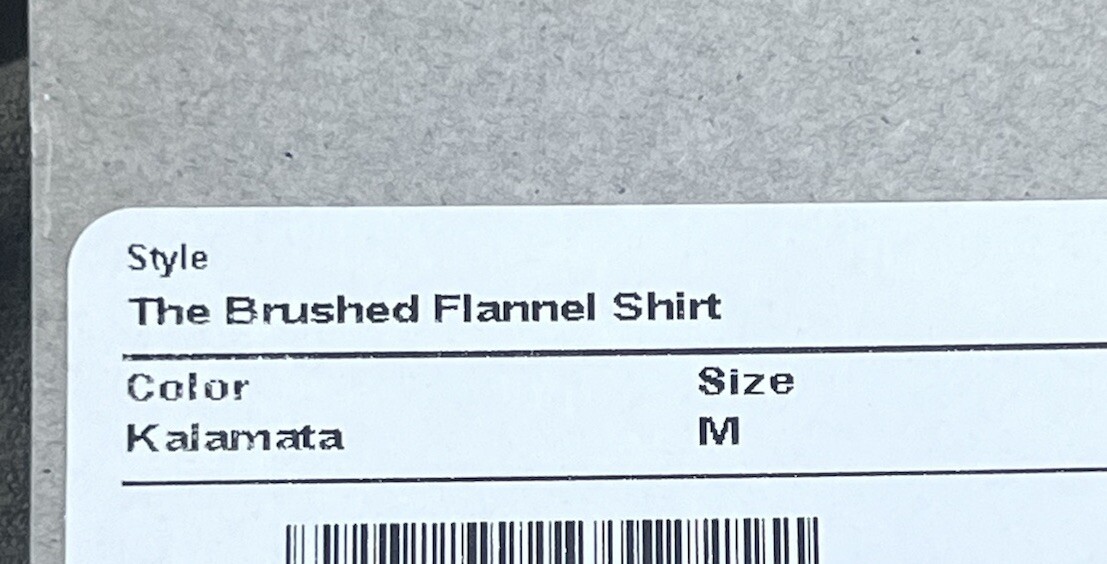 Style
The Brushed Flannel Shirt
Color Size
Kalamata M